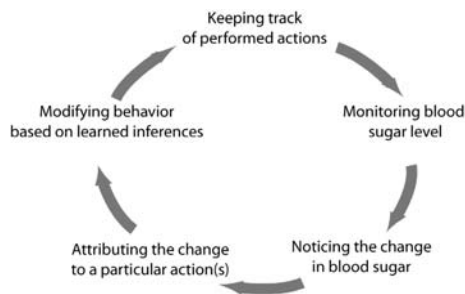 Keeping track
of performed actions
Monitoring blood
sugar level
Noticing the change
in blood sugar
Attributing the change
to a particular action(s)
Modifying behavior
based on learned inferences